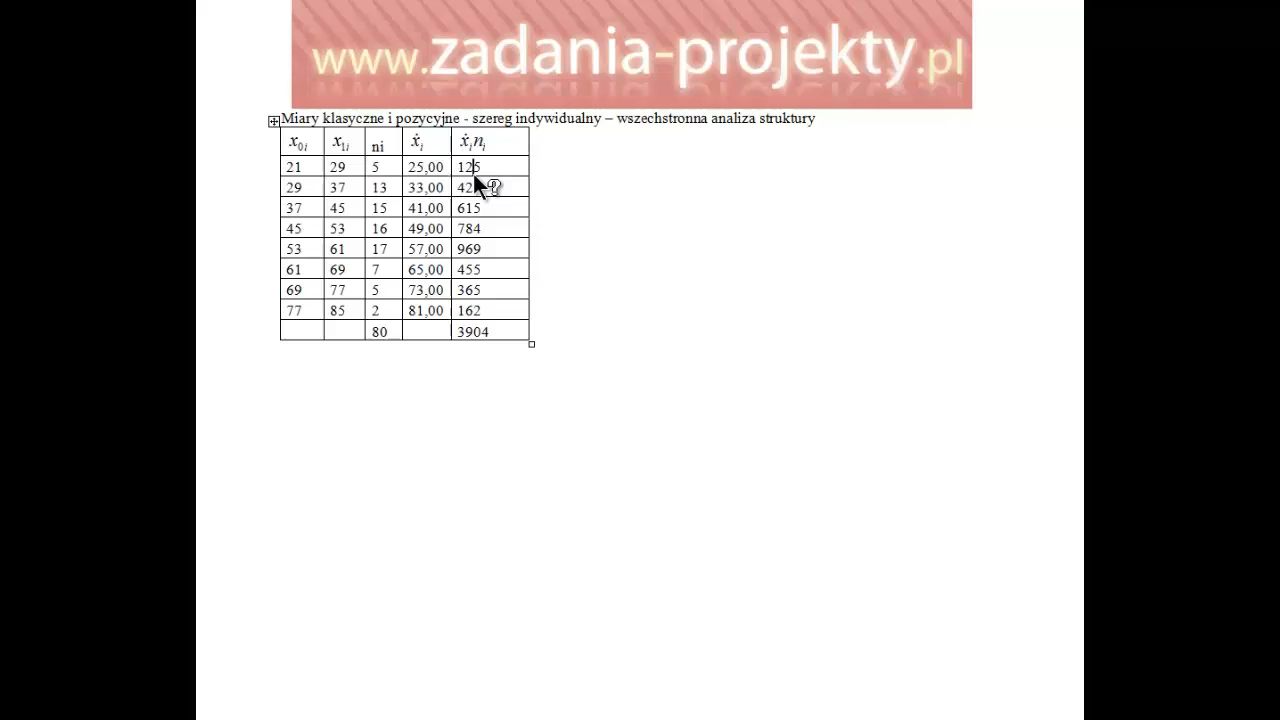 www.zadania-projekty.pl
Miary klasyczne i pozycyjne - szereg indywidualny – wszechstronna analiza struktury
x0i x1i ni ẋi ẋini
21 29 5 25,00 125
29 37 13 33,00
37 45 15 41,00 615
45 53 16 49,00 784
53 61 17 57,00 969
61 69 7 65,00 455
69 77 5 73,00 365
77 85 2 81,00 162
80 3904